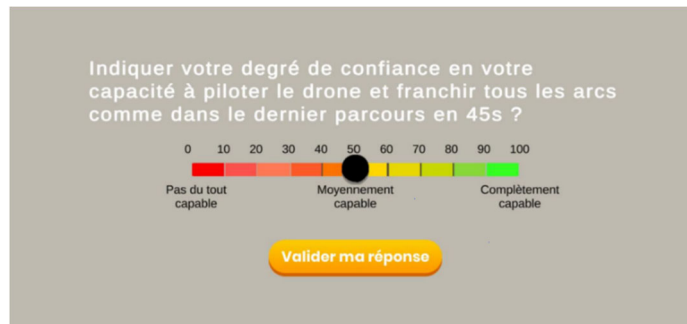 Indiquer votre degré de confiance en votre
capacité à piloter le drone et franchir tous les arcs
comme dans le dernier parcours en 45s ?
0 10 20 30 40 50 60 70 80 90 100
Pas du tout Moyennement Complètement
capable capable capable
Valider ma réponse